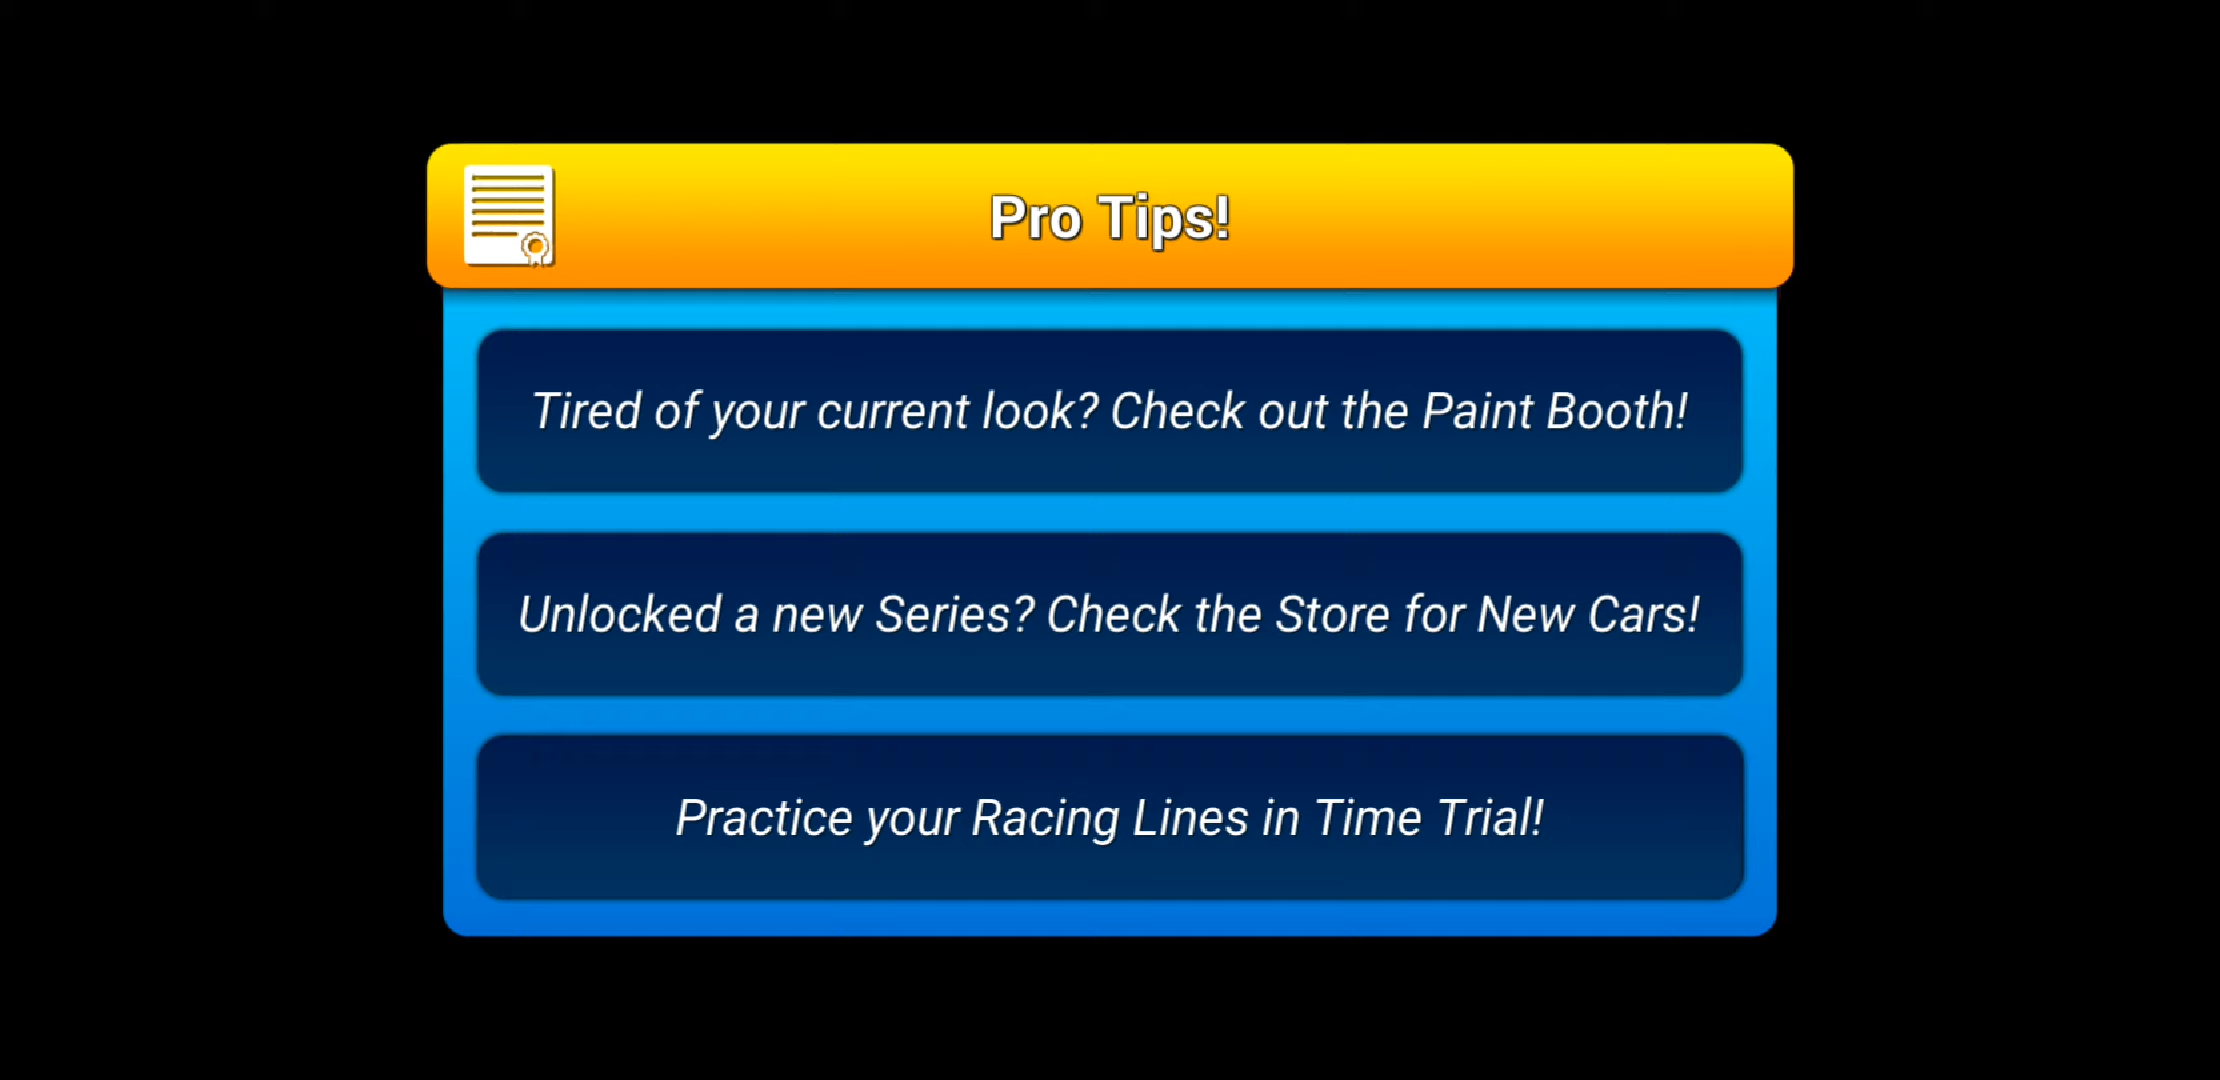 Pro Tips!
Tired of your current look? Check out the Paint Booth!
Unlocked a new Series? Check the Store for New Cars!
Practice your Racing Lines in Time Trial!